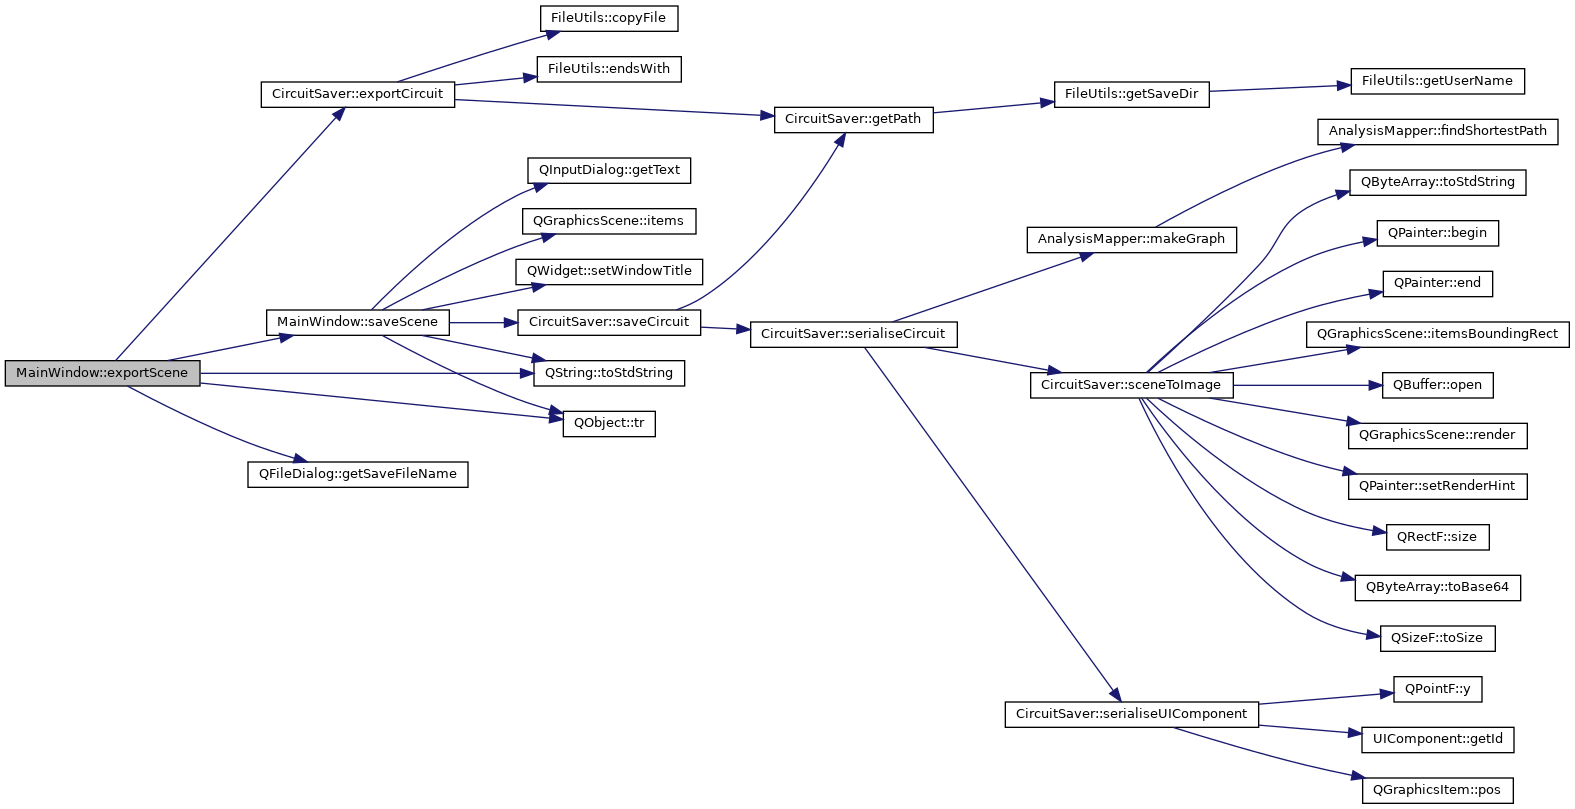 FileUtils::copyFile
FileUtils::endsWith
CircuitSaver::exportCircuit
FileUtils::getUserName
FileUtils::getSaveDir
CircuitSaver::getPath
AnalysisMapper::findShortestPath
QInputDialog::getText
QByteArray::toStdString
QGraphicsScene::items
QPainter::begin
AnalysisMapper::makeGraph
QWidget::setWindowTitle
QPainter::end
MainWindow::saveScene
CircuitSaver::saveCircuit
CircuitSaver::serialiseCircuit
QGraphicsScene::itemsBoundingRect
MainWindow::exportScene
QString::toStdString
CircuitSaver::sceneToImage
QBuffer::open
QObject::tr
QGraphicsScene::render
QFileDialog::getSaveFileName
QPainter::setRenderHint
QRectF::size
QByteArray::toBase64
QSizeF::toSize
QPointF::y
CircuitSaver::serialiseUIComponent
UIComponent::getId
QGraphicsItem::pos